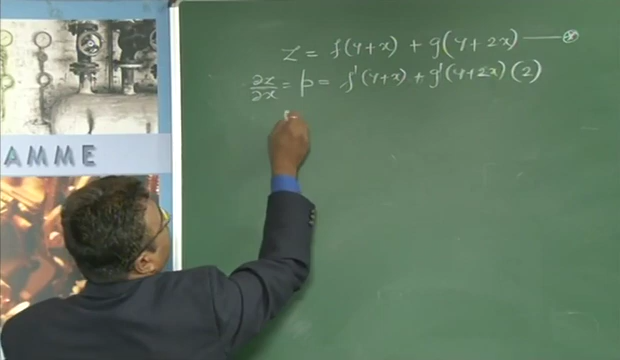 z = f(y+x) + g(y+2x) —— *
∂z/∂x = p = f'(y+x) + g'(y+2x)(2)
AMME